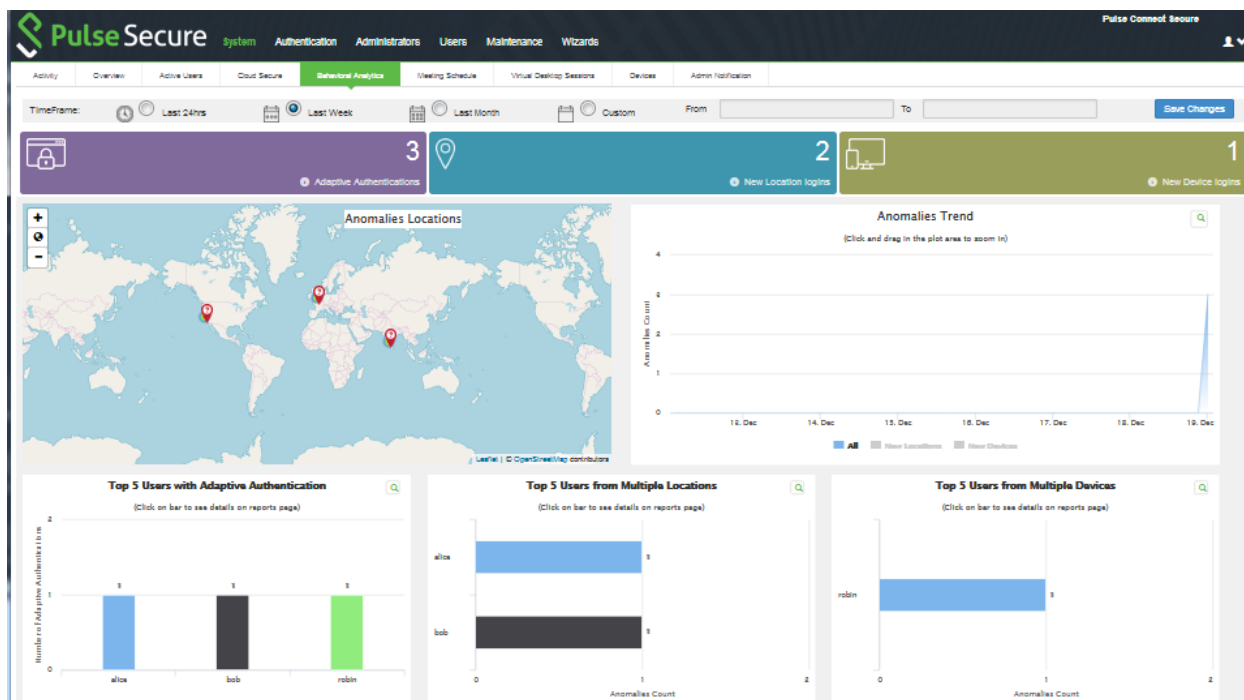 Pulse Connect Secure
Pulse Secure
System Authentication Administrators Users Maintenance Wizards
Activity Overview Active Users Cloud Secure Behavioral Analytics Meeting Schedule Virtual Desktop Sessions Devices Admin Notification
TimeFrame: Last 24hrs Last Week Last Month Custom From To Save Changes
3 2 1
Adaptive Authentications New Location logins New Device logins
+
−
Anomalies Locations
Leaflet | © OpenStreetMap contributors
Anomalies Trend
(Click and drag in the plot area to zoom in)
Anomalies Count
4
3
2
1
0
13. Dec 14. Dec 15. Dec 16. Dec 17. Dec 18. Dec 19. Dec
All New Locations New Devices
Top 5 Users with Adaptive Authentication
(Click on bar to see details on reports page)
Number of Adaptive Authentications
2
1
0
1 1 1
alice bob robin
Top 5 Users from Multiple Locations
(Click on bar to see details on reports page)
alice 1
bob 1
0 1 2
Anomalies Count
Top 5 Users from Multiple Devices
(Click on bar to see details on reports page)
robin 1
0 1 2
Anomalies Count